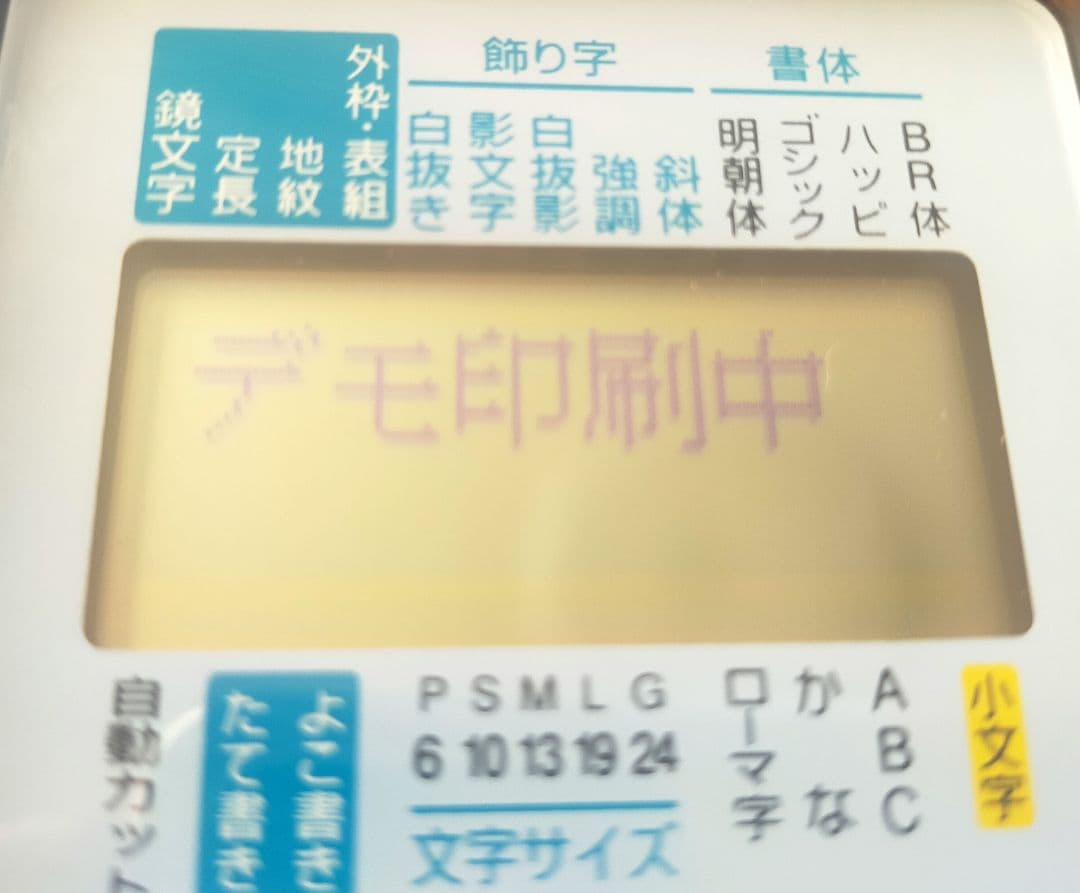 飾り字
書体
鏡文字
定長
地紋
外枠・表組
白抜き
影文字
白抜影
強調
斜体
明朝体
ゴシック
ハッピ
BR体
デモ印刷中
自動カット
たて書き
よこ書き
P S M L G
6 10 13 19 24
文字サイズ
ローマ字
かな
ABC
小文字